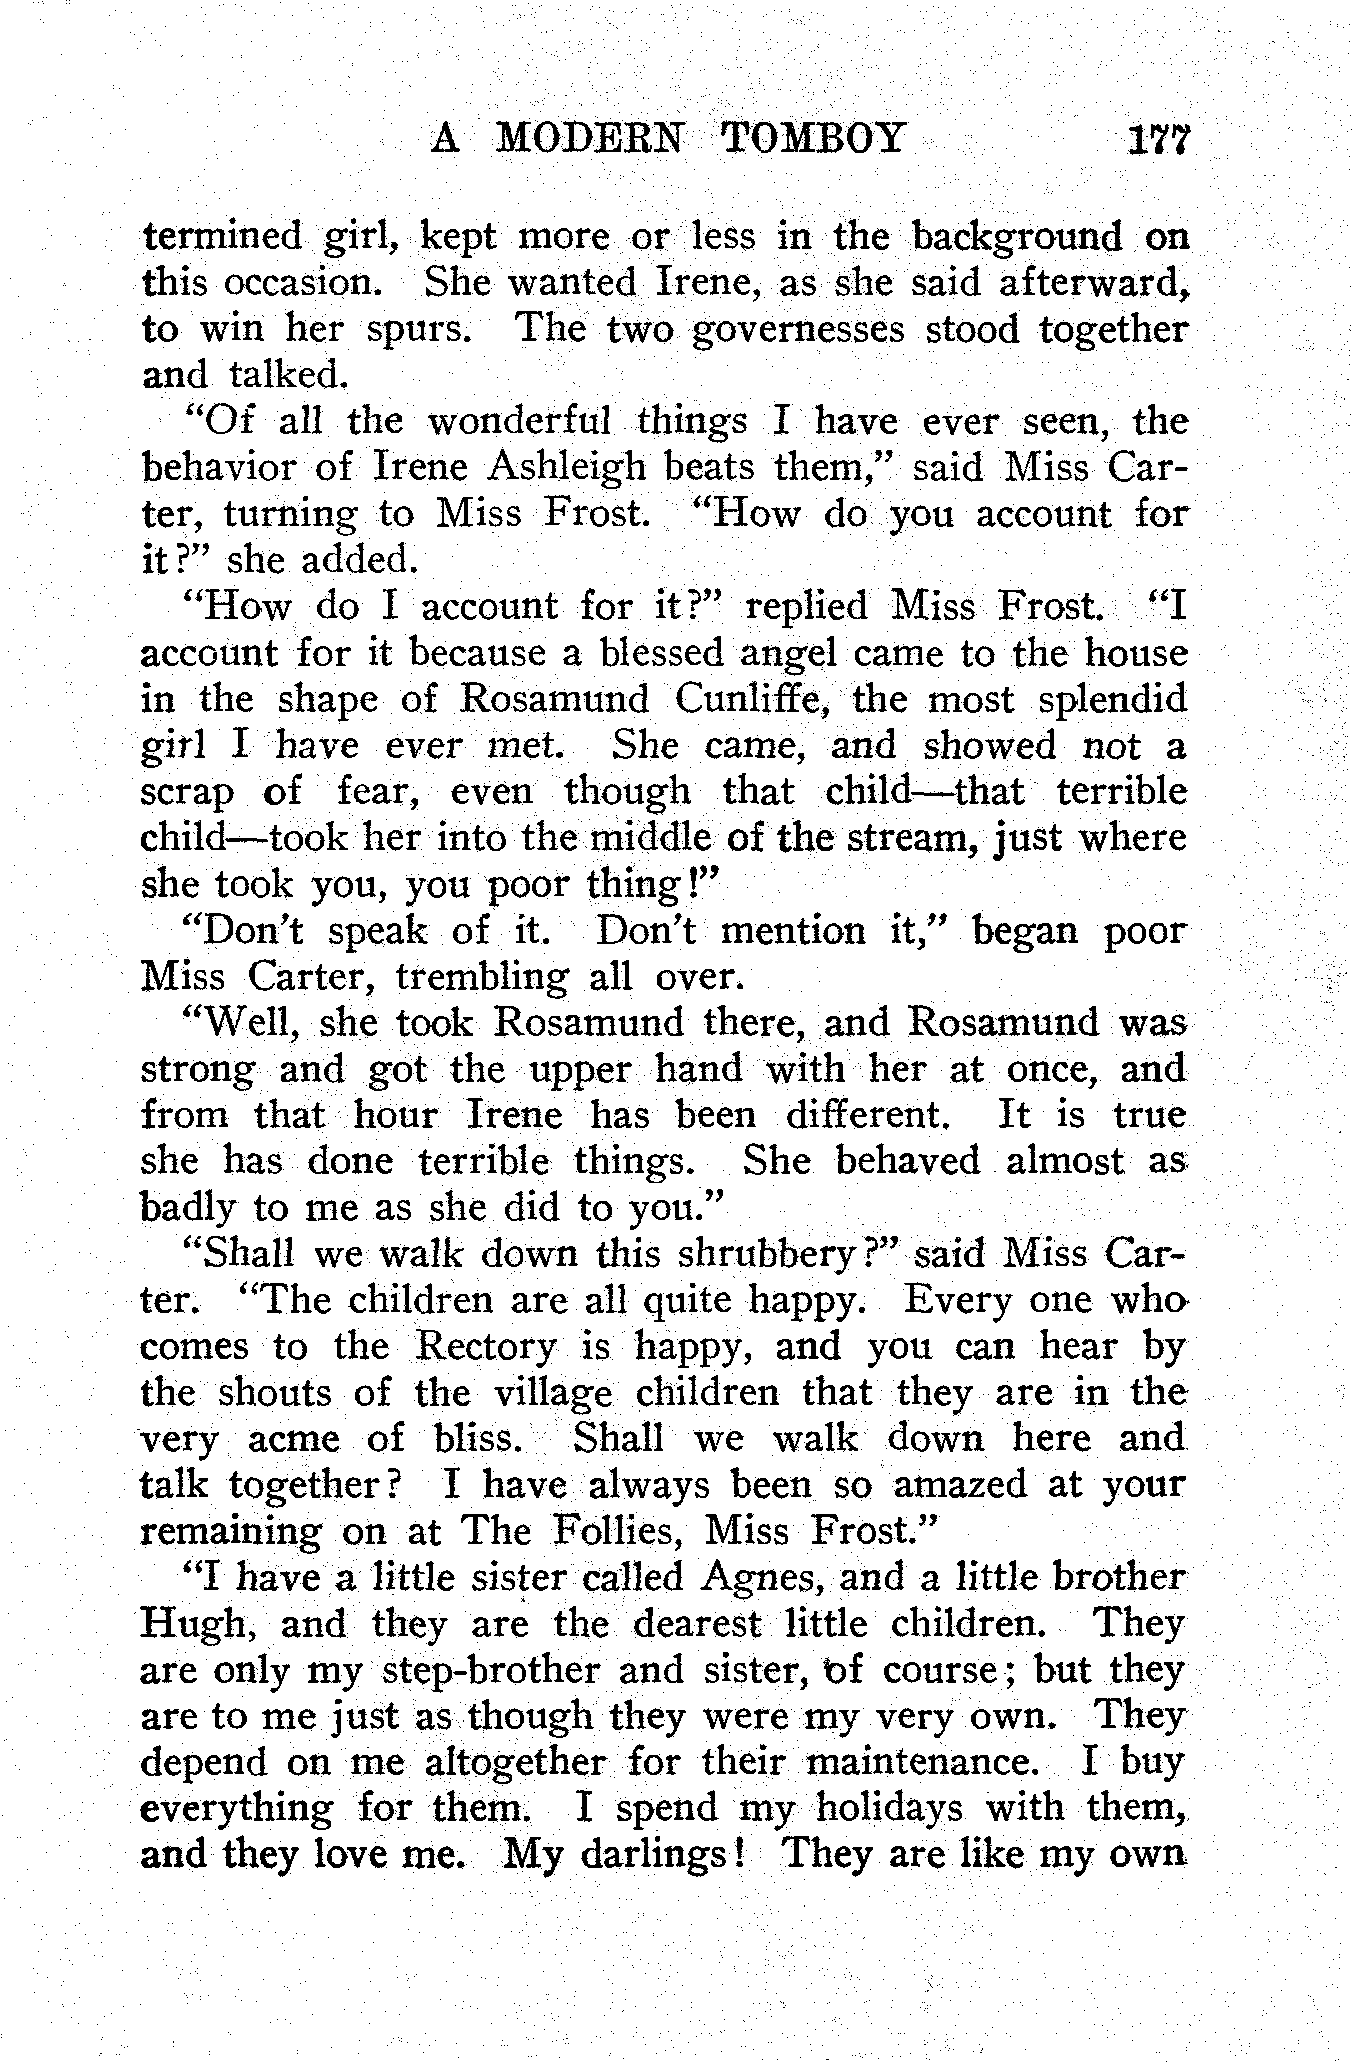 A MODERN TOMBOY 177
termined girl, kept more or less in the background on
this occasion. She wanted Irene, as she said afterward,
to win her spurs. The two governesses stood together
and talked.
"Of all the wonderful things I have ever seen, the
behavior of Irene Ashleigh beats them," said Miss Car-
ter, turning to Miss Frost. "How do you account for
it?" she added.
"How do I account for it?" replied Miss Frost. "I
account for it because a blessed angel came to the house
in the shape of Rosamund Cunliffe, the most splendid
girl I have ever met. She came, and showed not a
scrap of fear, even though that child—that terrible
child—took her into the middle of the stream, just where
she took you, you poor thing!"
"Don't speak of it. Don't mention it," began poor
Miss Carter, trembling all over.
"Well, she took Rosamund there, and Rosamund was
strong and got the upper hand with her at once, and
from that hour Irene has been different. It is true
she has done terrible things. She behaved almost as
badly to me as she did to you."
"Shall we walk down this shrubbery?" said Miss Car-
ter. "The children are all quite happy. Every one who
comes to the Rectory is happy, and you can hear by
the shouts of the village children that they are in the
very acme of bliss. Shall we walk down here and
talk together? I have always been so amazed at your
remaining on at The Follies, Miss Frost."
"I have a little sister called Agnes, and a little brother
Hugh, and they are the dearest little children. They
are only my step-brother and sister, of course; but they
are to me just as though they were my very own. They
depend on me altogether for their maintenance. I buy
everything for them. I spend my holidays with them,
and they love me. My darlings! They are like my own